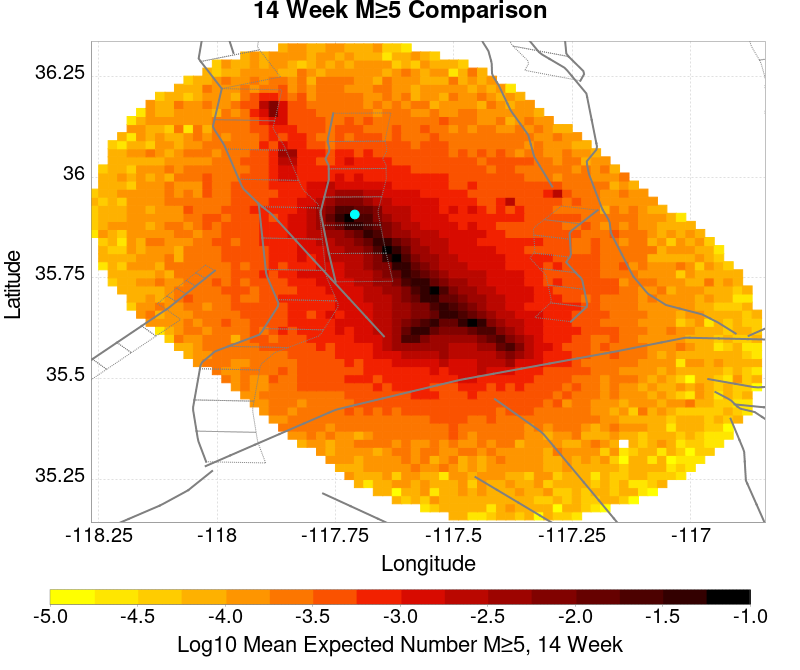 14 Week M≥5 Comparison
36.25
36
35.75
35.5
35.25
Latitude
-118.25 -118 -117.75 -117.5 -117.25 -117
Longitude
-5.0 -4.5 -4.0 -3.5 -3.0 -2.5 -2.0 -1.5 -1.0
Log10 Mean Expected Number M≥5, 14 Week